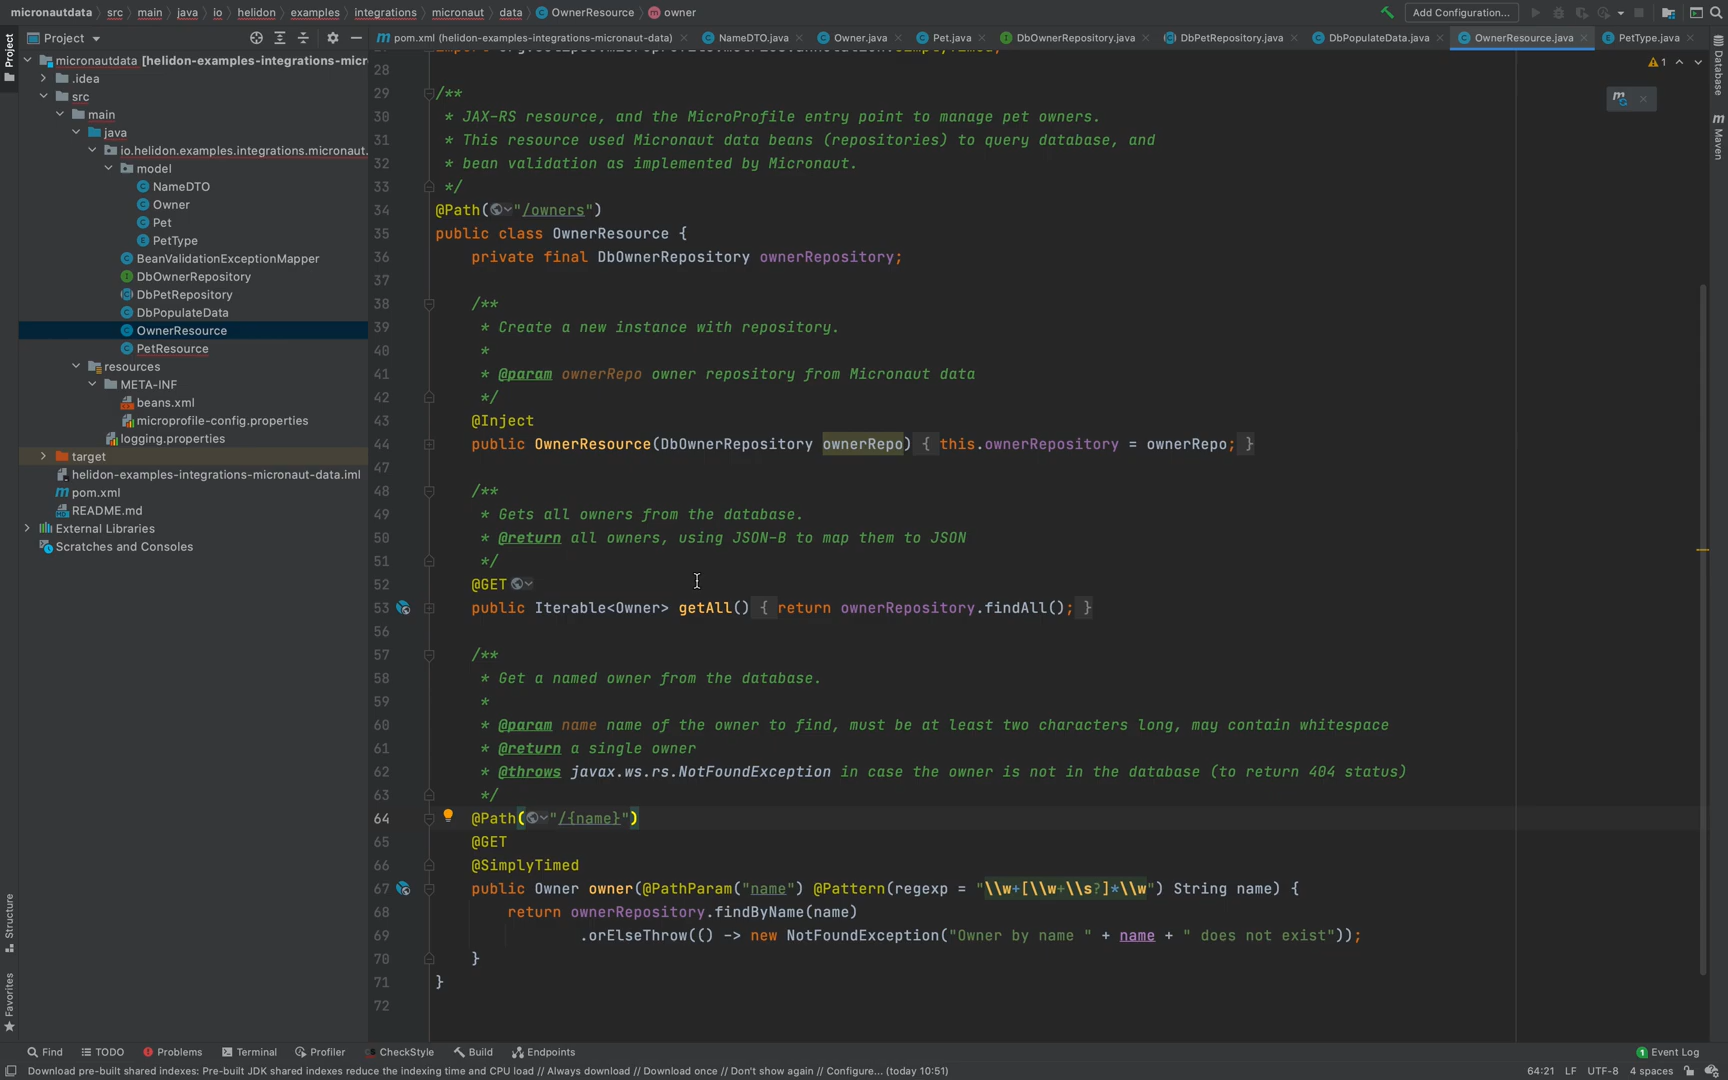 micronautdata src main java io helidon examples integrations micronaut data OwnerResource owner
Add Configuration...
Project
pom.xml (helidon-examples-integrations-micronaut-data)
NameDTO.java
Owner.java
Pet.java
DbOwnerRepository.java
DbPetRepository.java
DbPopulateData.java
OwnerResource.java
PetType.java
Project
Structure
Favorites
Database
Maven
micronautdata [helidon-examples-integrations-micr
.idea
src
main
java
io.helidon.examples.integrations.micronaut.
model
NameDTO
Owner
Pet
PetType
BeanValidationExceptionMapper
DbOwnerRepository
DbPetRepository
DbPopulateData
OwnerResource
PetResource
resources
META-INF
beans.xml
microprofile-config.properties
logging.properties
target
helidon-examples-integrations-micronaut-data.iml
pom.xml
README.md
External Libraries
Scratches and Consoles
1
28
29 /**
30 * JAX-RS resource, and the MicroProfile entry point to manage pet owners.
31 * This resource used Micronaut data beans (repositories) to query database, and
32 * bean validation as implemented by Micronaut.
33 */
34 @Path("/owners")
35 public class OwnerResource {
36 private final DbOwnerRepository ownerRepository;
37
38 /**
39 * Create a new instance with repository.
40 *
41 * @param ownerRepo owner repository from Micronaut data
42 */
43 @Inject
44 public OwnerResource(DbOwnerRepository ownerRepo) { this.ownerRepository = ownerRepo; }
47
48 /**
49 * Gets all owners from the database.
50 * @return all owners, using JSON-B to map them to JSON
51 */
52 @GET
53 public Iterable<Owner> getAll() { return ownerRepository.findAll(); }
56
57 /**
58 * Get a named owner from the database.
59 *
60 * @param name name of the owner to find, must be at least two characters long, may contain whitespace
61 * @return a single owner
62 * @throws javax.ws.rs.NotFoundException in case the owner is not in the database (to return 404 status)
63 */
64 @Path("/{name}")
65 @GET
66 @SimplyTimed
67 public Owner owner(@PathParam("name") @Pattern(regexp = "\\w+[\\w+\\s?]*\\w") String name) {
68 return ownerRepository.findByName(name)
69 .orElseThrow(() -> new NotFoundException("Owner by name " + name + " does not exist"));
70 }
71 }
72
Find TODO Problems Terminal Profiler CheckStyle Build Endpoints
1 Event Log
Download pre-built shared indexes: Pre-built JDK shared indexes reduce the indexing time and CPU load // Always download // Download once // Don't show again // Configure... (today 10:51)
64:21 LF UTF-8 4 spaces